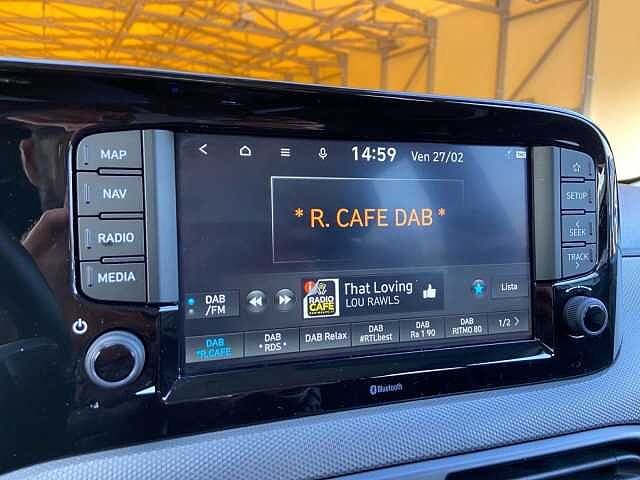 MAP
NAV
RADIO
MEDIA
14:59 Ven 27/02
* R. CAFE DAB *
RADIO
CAFE
That Loving
LOU RAWLS
Lista
DAB
/FM
DAB
*R.CAFE
DAB
* RDS *
DAB Relax
DAB
#RTLbest
DAB
Ra 1 90
DAB
RITMO 80
1/2 >
SETUP
<
SEEK
TRACK
>
Bluetooth